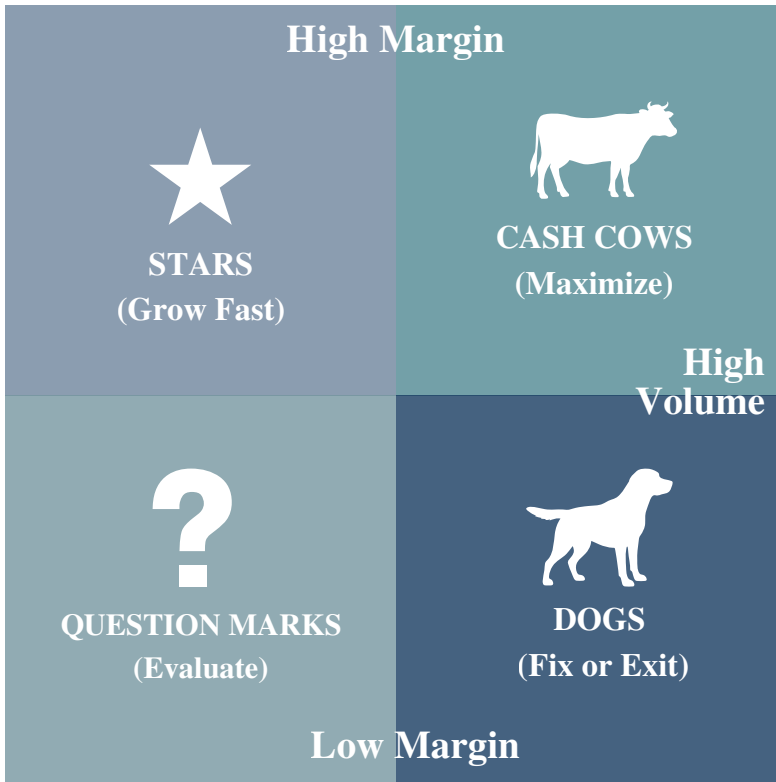 High Margin
STARS
(Grow Fast)
CASH COWS
(Maximize)
High
Volume
?
QUESTION MARKS
(Evaluate)
DOGS
(Fix or Exit)
Low Margin